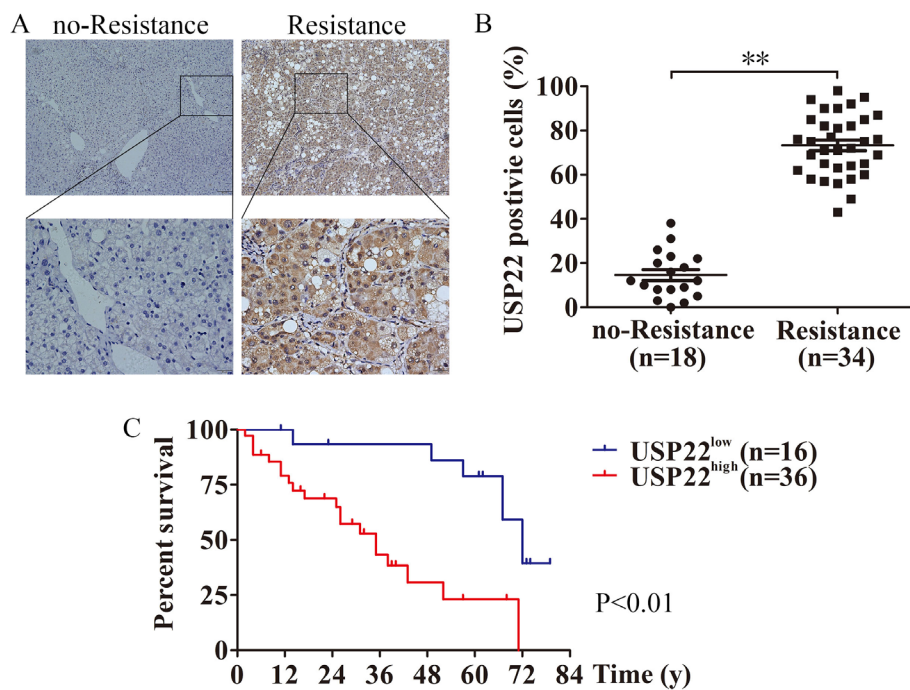 A
no-Resistance
Resistance
B
USP22 postivie cells (%)
**
100
80
60
40
20
0
no-Resistance
(n=18)
Resistance
(n=34)
C
Percent survival
100
75
50
25
0
0 12 24 36 48 60 72 84
Time (y)
USP22low (n=16)
USP22high (n=36)
P<0.01